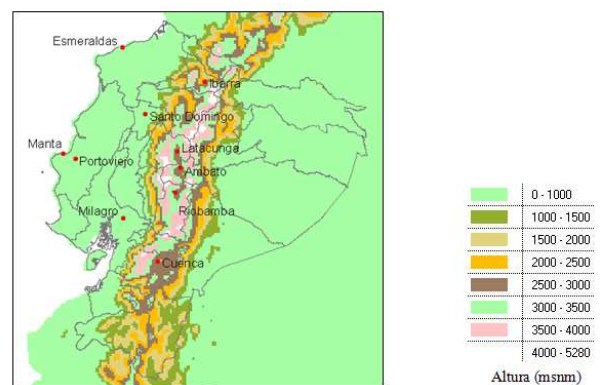 Esmeraldas
Ibarra
Santo Domingo
Manta
Latacunga
Portoviejo
Ambato
Milagro
Riobamba
Cuenca
0 - 1000
1000 - 1500
1500 - 2000
2000 - 2500
2500 - 3000
3000 - 3500
3500 - 4000
4000 - 5280
Altura (msnm)